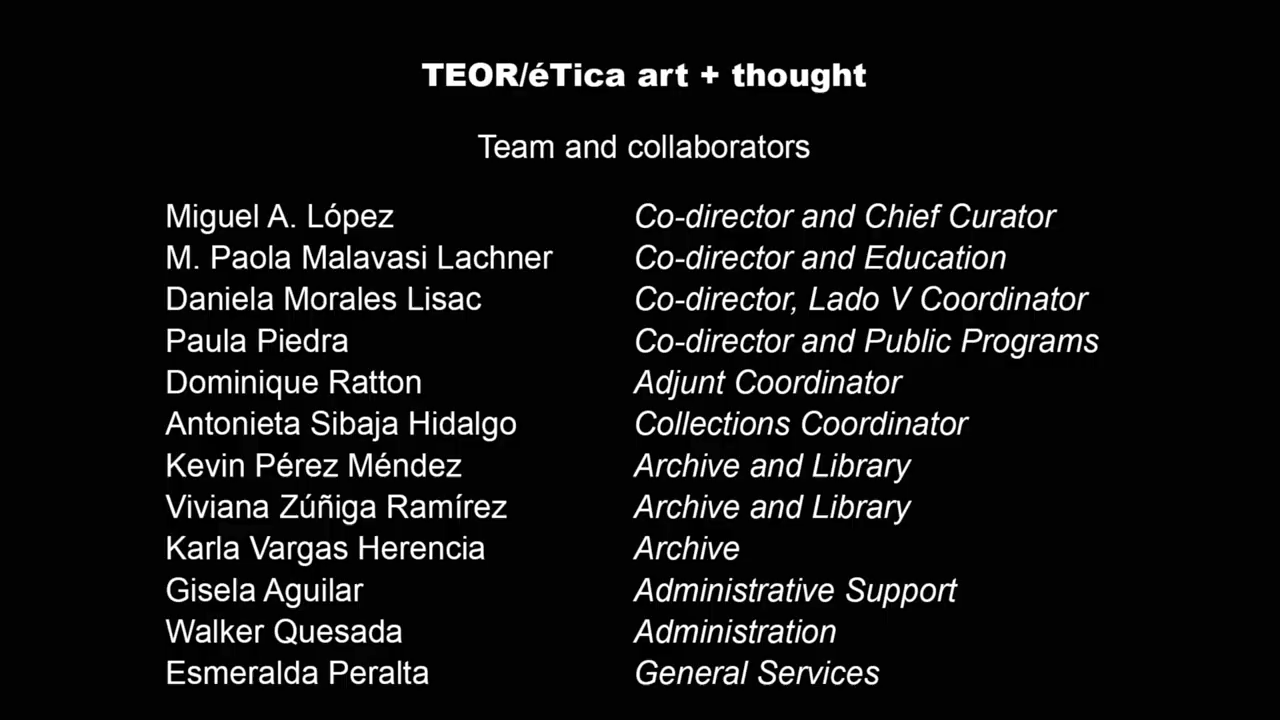 TEOR/éTica art + thought
Team and collaborators
Miguel A. López Co-director and Chief Curator
M. Paola Malavasi Lachner Co-director and Education
Daniela Morales Lisac Co-director, Lado V Coordinator
Paula Piedra Co-director and Public Programs
Dominique Ratton Adjunt Coordinator
Antonieta Sibaja Hidalgo Collections Coordinator
Kevin Pérez Méndez Archive and Library
Viviana Zúñiga Ramírez Archive and Library
Karla Vargas Herencia Archive
Gisela Aguilar Administrative Support
Walker Quesada Administration
Esmeralda Peralta General Services